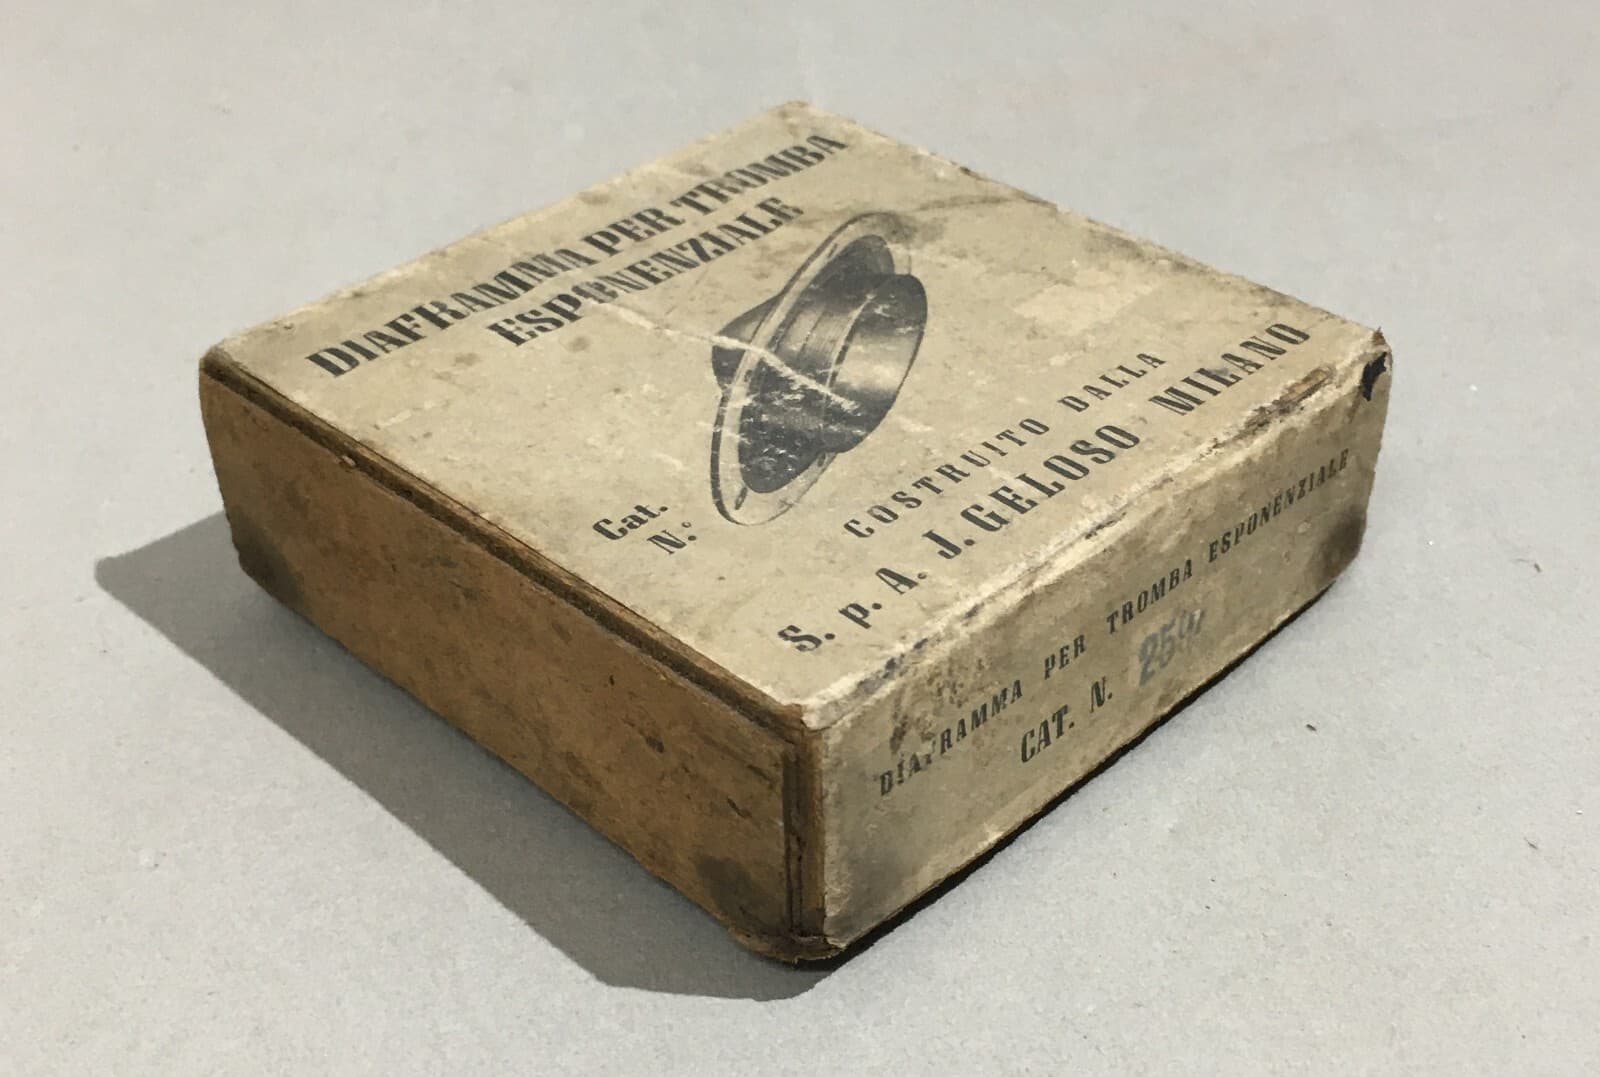 DIAFRAMMA PER TROMBA
ESPONENZIALE
Cat.
N.°
COSTRUITO DALLA
S. p. A. J. GELOSO MILANO
DIAFRAMMA PER TROMBA ESPONENZIALE
CAT. N.